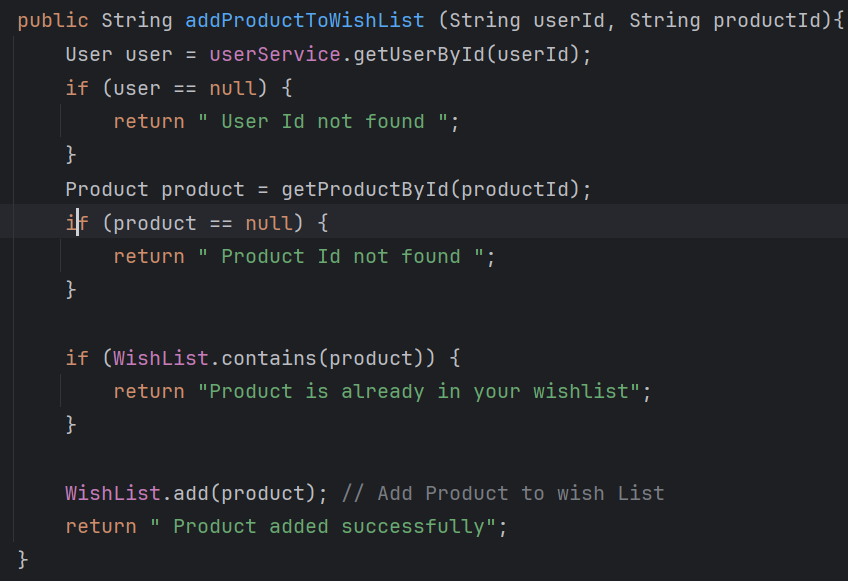 public String addProductToWishList (String userId, String productId){
User user = userService.getUserById(userId);
if (user == null) {
return " User Id not found ";
}
Product product = getProductById(productId);
if (product == null) {
return " Product Id not found ";
}
if (WishList.contains(product)) {
return "Product is already in your wishlist";
}
WishList.add(product); // Add Product to wish List
return " Product added successfully";
}